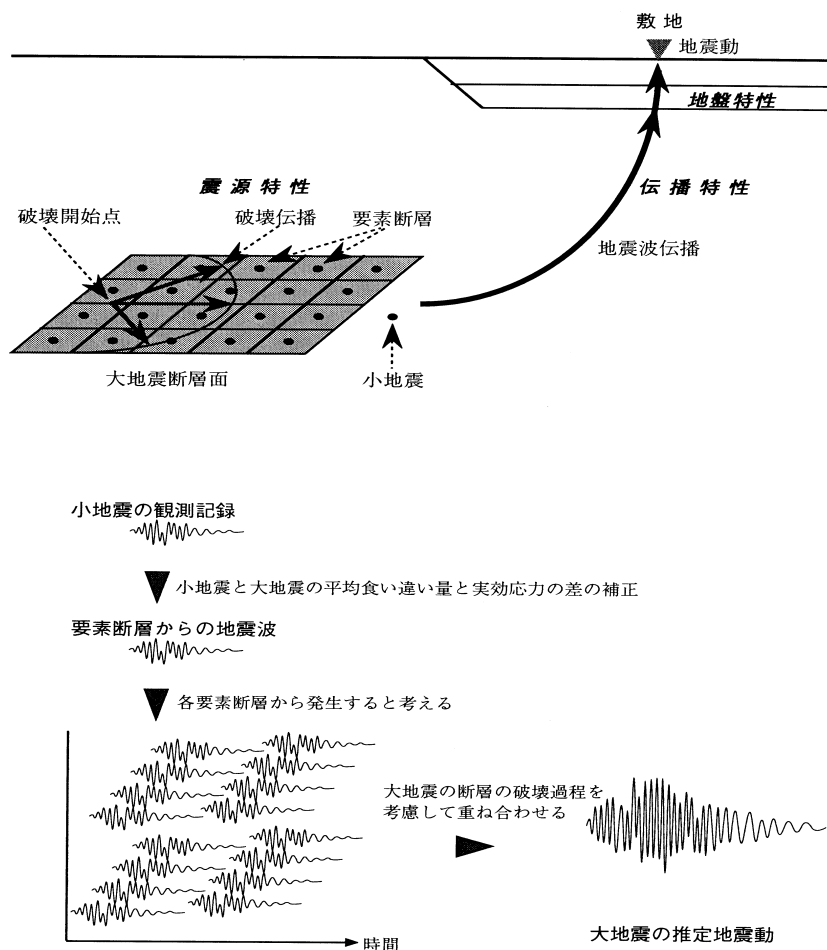 敷地
地震動
地盤特性
震源特性
伝播特性
破壊開始点
破壊伝播
要素断層
地震波伝播
大地震断層面
小地震
小地震の観測記録
小地震と大地震の平均食い違い量と実効応力の差の補正
要素断層からの地震波
各要素断層から発生すると考える
大地震の断層の破壊過程を
考慮して重ね合わせる
時間
大地震の推定地震動